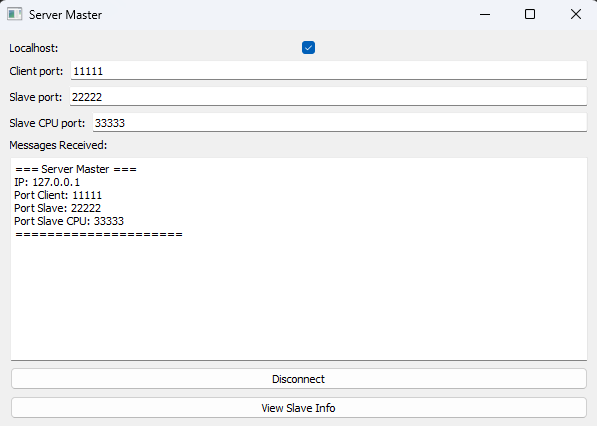 Server Master
Localhost:
Client port: 11111
Slave port: 22222
Slave CPU port: 33333
Messages Received:
=== Server Master ===
IP: 127.0.0.1
Port Client: 11111
Port Slave: 22222
Port Slave CPU: 33333
=====================
Disconnect
View Slave Info